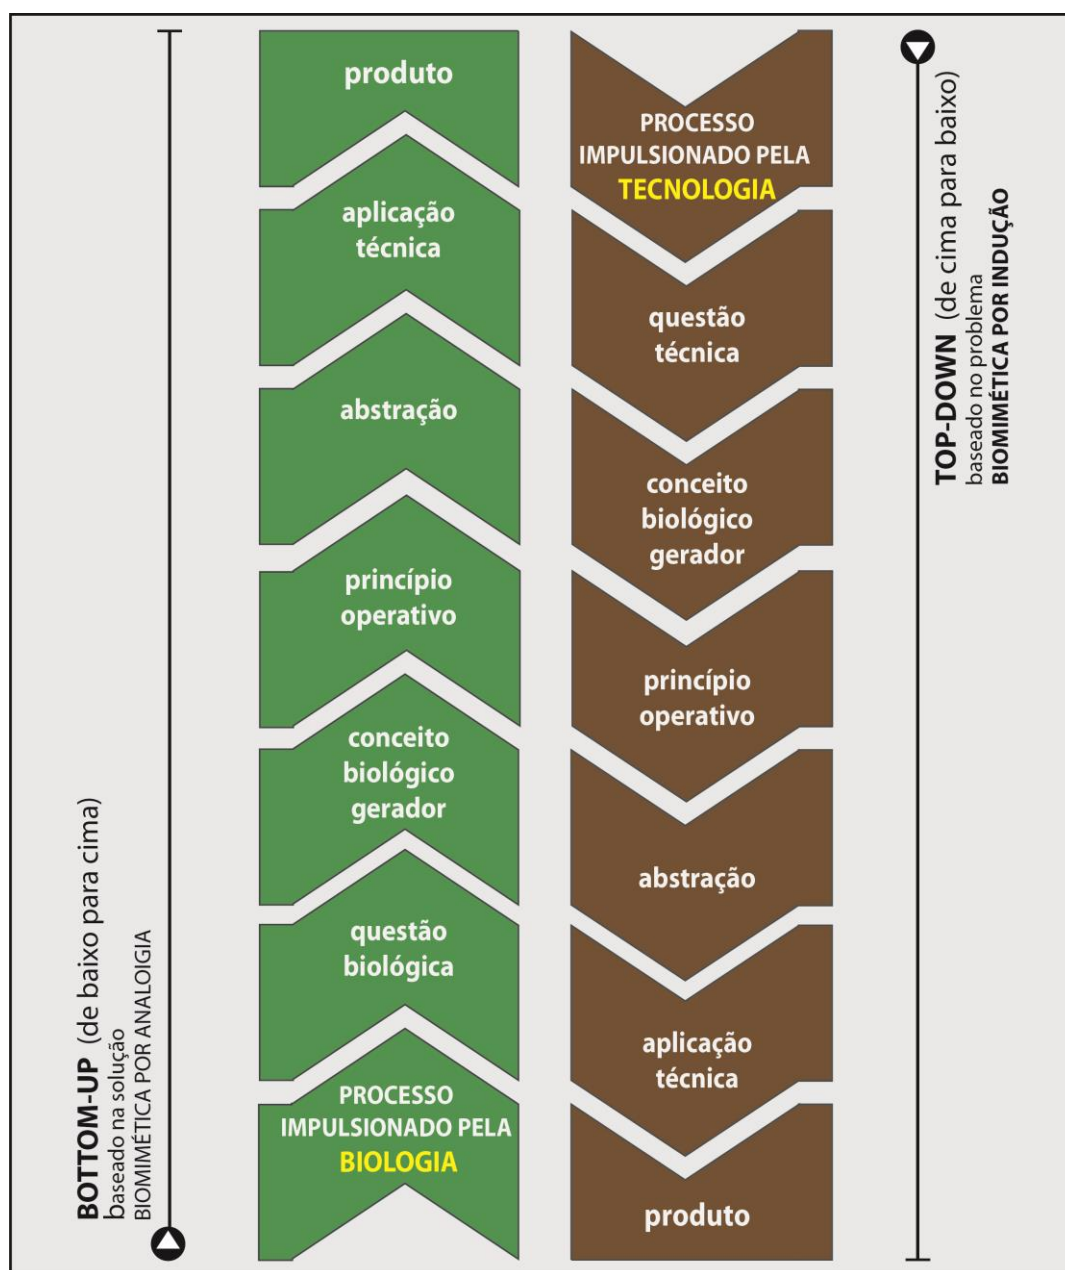 BOTTOM-UP (de baixo para cima)
baseado na solução
BIOMIMÉTICA POR ANALOIGIA
produto
aplicação
técnica
abstração
princípio
operativo
conceito
biológico
gerador
questão
biológica
PROCESSO
IMPULSIONADO PELA
BIOLOGIA
PROCESSO
IMPULSIONADO PELA
TECNOLOGIA
questão
técnica
conceito
biológico
gerador
princípio
operativo
abstração
aplicação
técnica
produto
TOP-DOWN (de cima para baixo)
baseado no problema
BIOMIMÉTICA POR INDUÇÃO